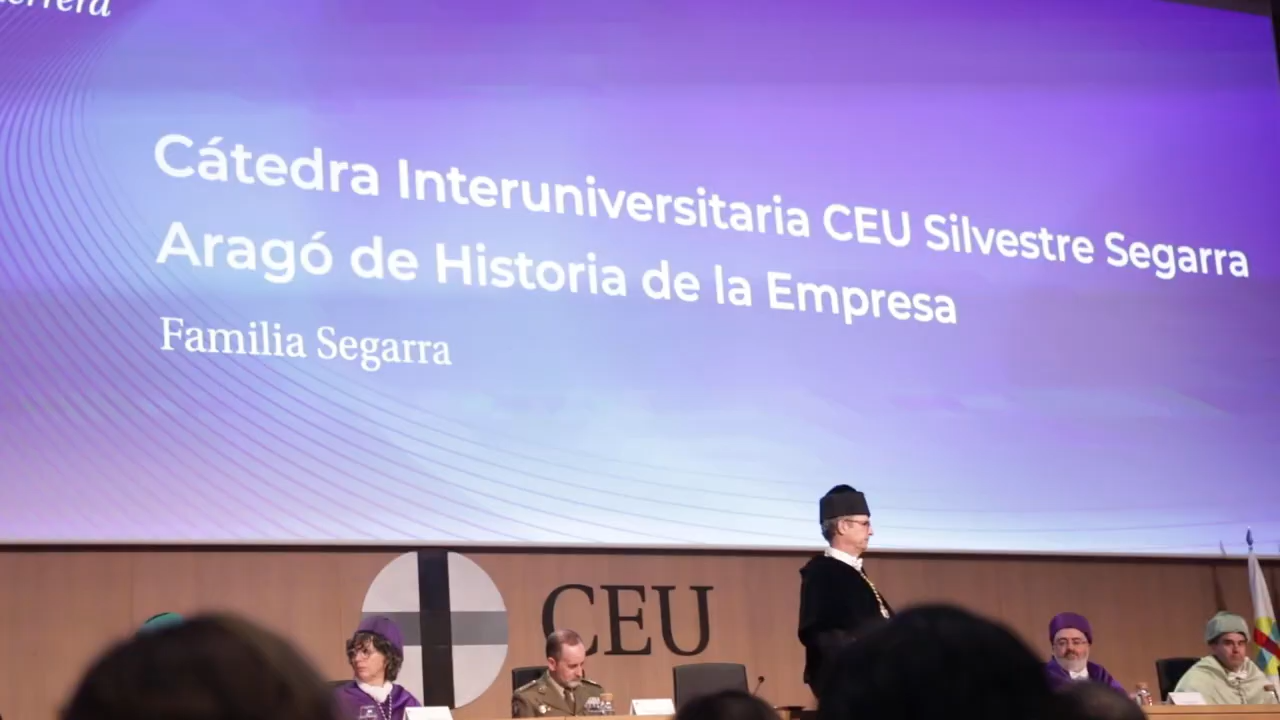 Cátedra Interuniversitaria CEU Silvestre Segarra
Aragó de Historia de la Empresa
Familia Segarra
CEU